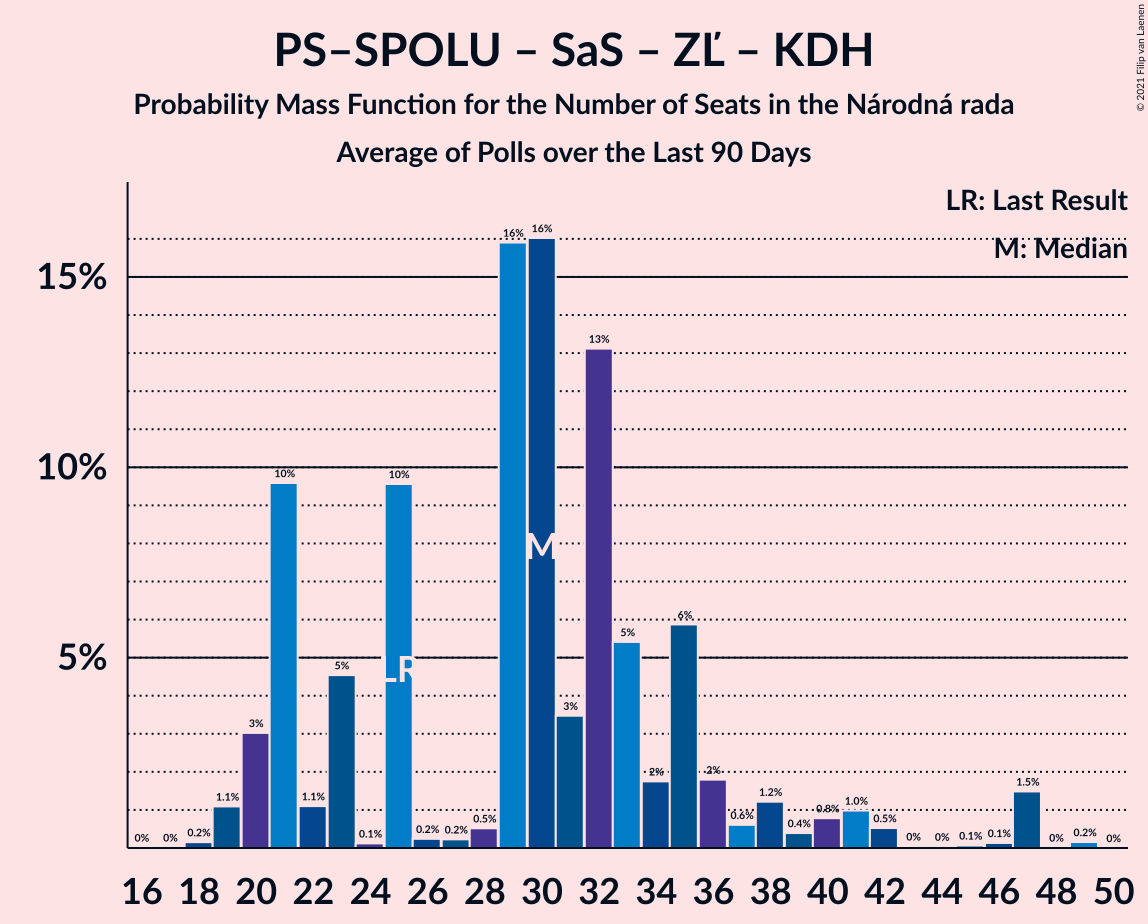 PS–SPOLU – SaS – ZĽ – KDH
Probability Mass Function for the Number of Seats in the Národná rada
Average of Polls over the Last 90 Days
© 2021 Filip van Laenen
LR: Last Result
M: Median
15%
10%
5%
0% 0% 0.2% 1.1% 3% 10% 1.1% 5% 0.1% 10% 0.2% 0.2% 0.5% 16% 16% 3% 13% 5% 2% 6% 2% 0.6% 1.2% 0.4% 0.8% 1.0% 0.5% 0% 0% 0.1% 0.1% 1.5% 0% 0.2% 0%
M
LR
16 18 20 22 24 26 28 30 32 34 36 38 40 42 44 46 48 50